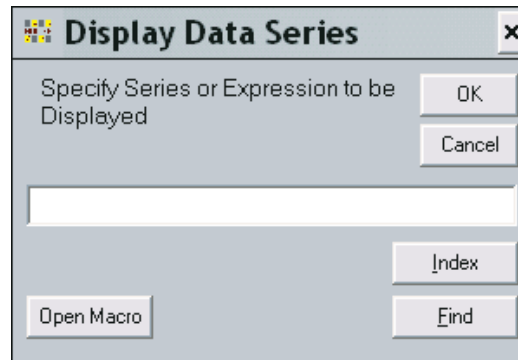 Display Data Series
Specify Series or Expression to be
Displayed
OK
Cancel
Index
Open Macro
Find